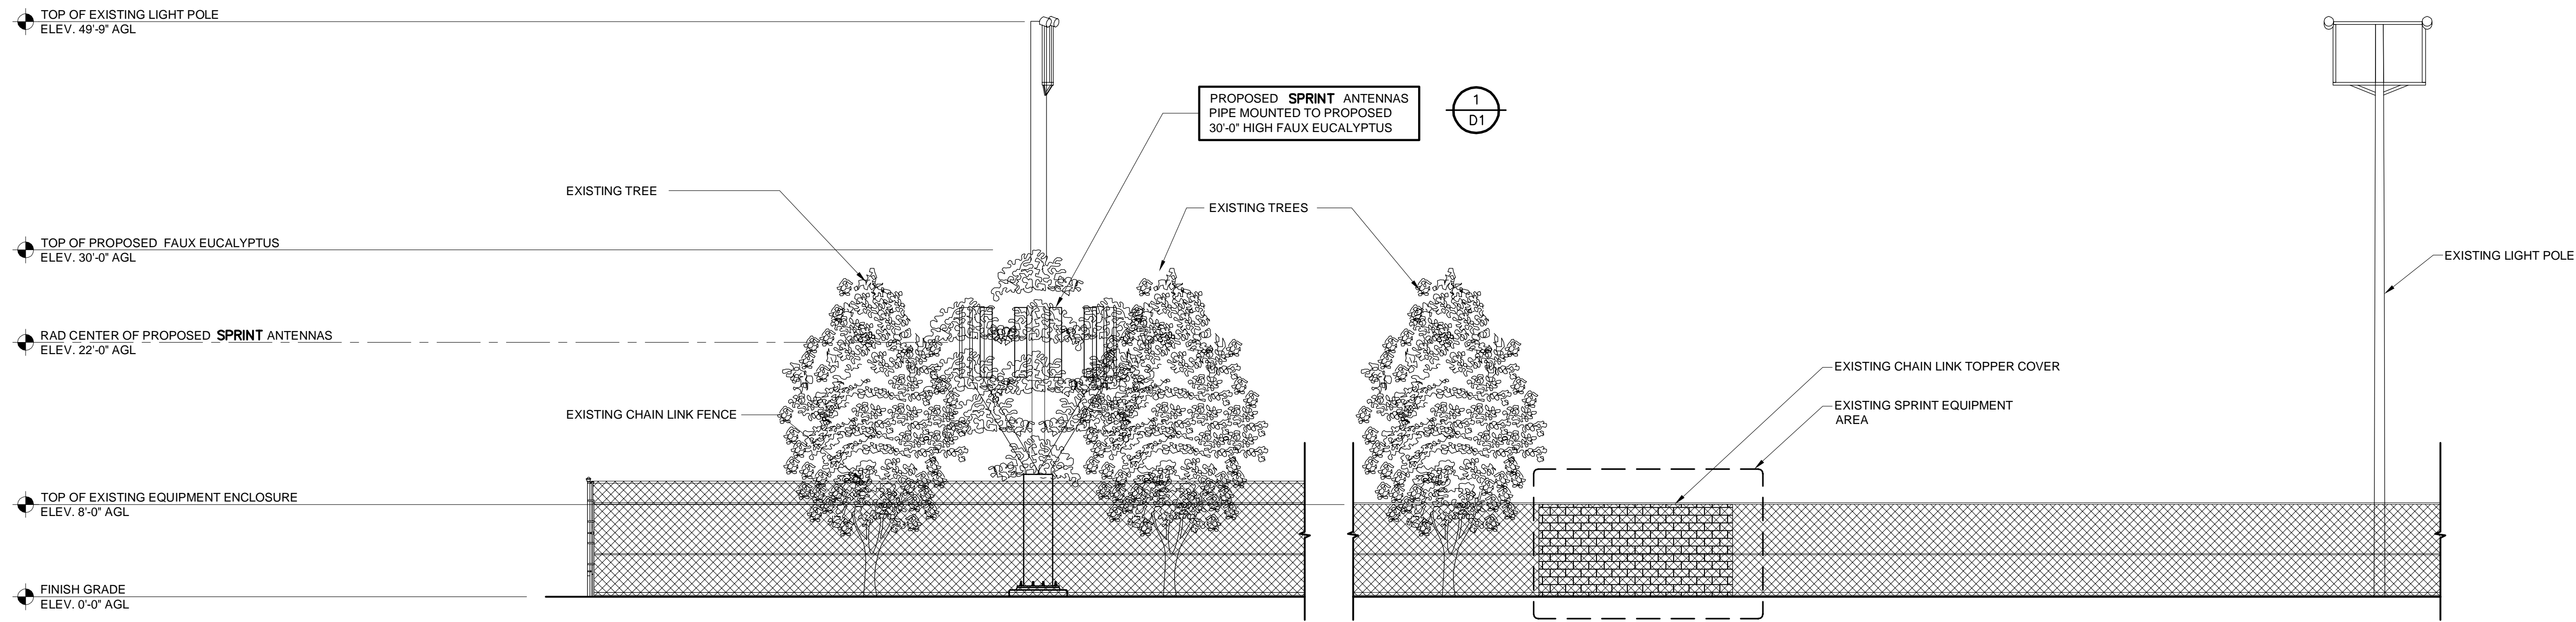 TOP OF EXISTING LIGHT POLE
ELEV. 49'-9" AGL
PROPOSED SPRINT ANTENNAS
PIPE MOUNTED TO PROPOSED
30'-0" HIGH FAUX EUCALYPTUS
1
D1
EXISTING TREE
EXISTING TREES
TOP OF PROPOSED FAUX EUCALYPTUS
ELEV. 30'-0" AGL
EXISTING LIGHT POLE
RAD CENTER OF PROPOSED SPRINT ANTENNAS
ELEV. 22'-0" AGL
EXISTING CHAIN LINK TOPPER COVER
EXISTING SPRINT EQUIPMENT
AREA
EXISTING CHAIN LINK FENCE
TOP OF EXISTING EQUIPMENT ENCLOSURE
ELEV. 8'-0" AGL
FINISH GRADE
ELEV. 0'-0" AGL